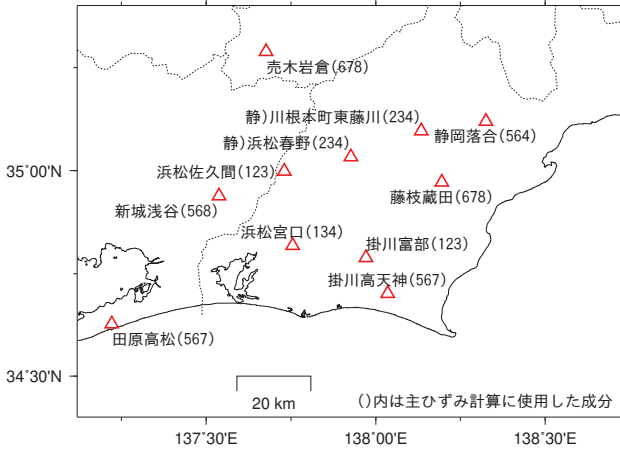 売木岩倉(678)
静)川根本町東藤川(234)
静岡落合(564)
静)浜松春野(234)
浜松佐久間(123)
35˚00'N
藤枝蔵田(678)
新城浅谷(568)
浜松宮口(134)
掛川富部(123)
掛川高天神(567)
田原高松(567)
34˚30'N
20 km
()内は主ひずみ計算に使用した成分
137˚30'E
138˚00'E
138˚30'E